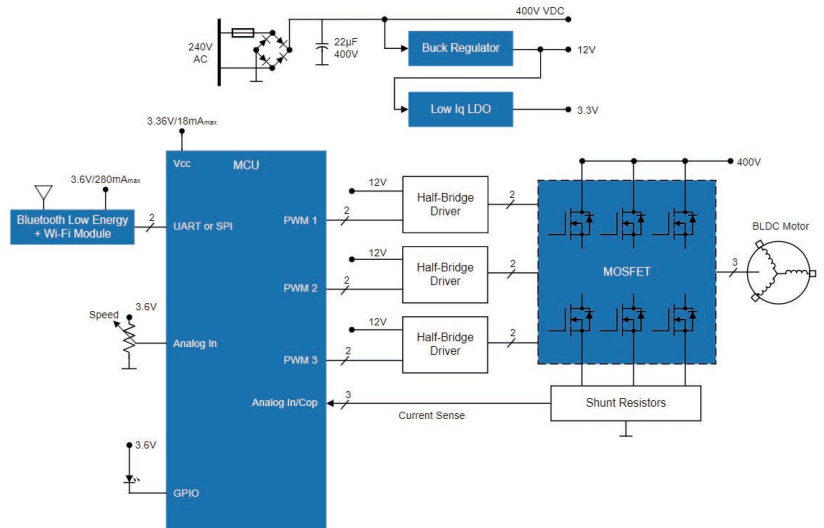 400V VDC
240V
AC
22µF
400V
Buck Regulator
12V
Low Iq LDO
3.3V
3.36V/18mAmax
Vcc
MCU
3.6V/280mAmax
Bluetooth Low Energy
+ Wi-Fi Module
2
UART or SPI
PWM 1
2
12V
Half-Bridge
Driver
2
400V
BLDC Motor
PWM 2
2
12V
Half-Bridge
Driver
2
MOSFET
3
3.6V
Speed
Analog In
PWM 3
2
12V
Half-Bridge
Driver
2
Analog In/Cop
3
Current Sense
Shunt Resistors
3.6V
GPIO